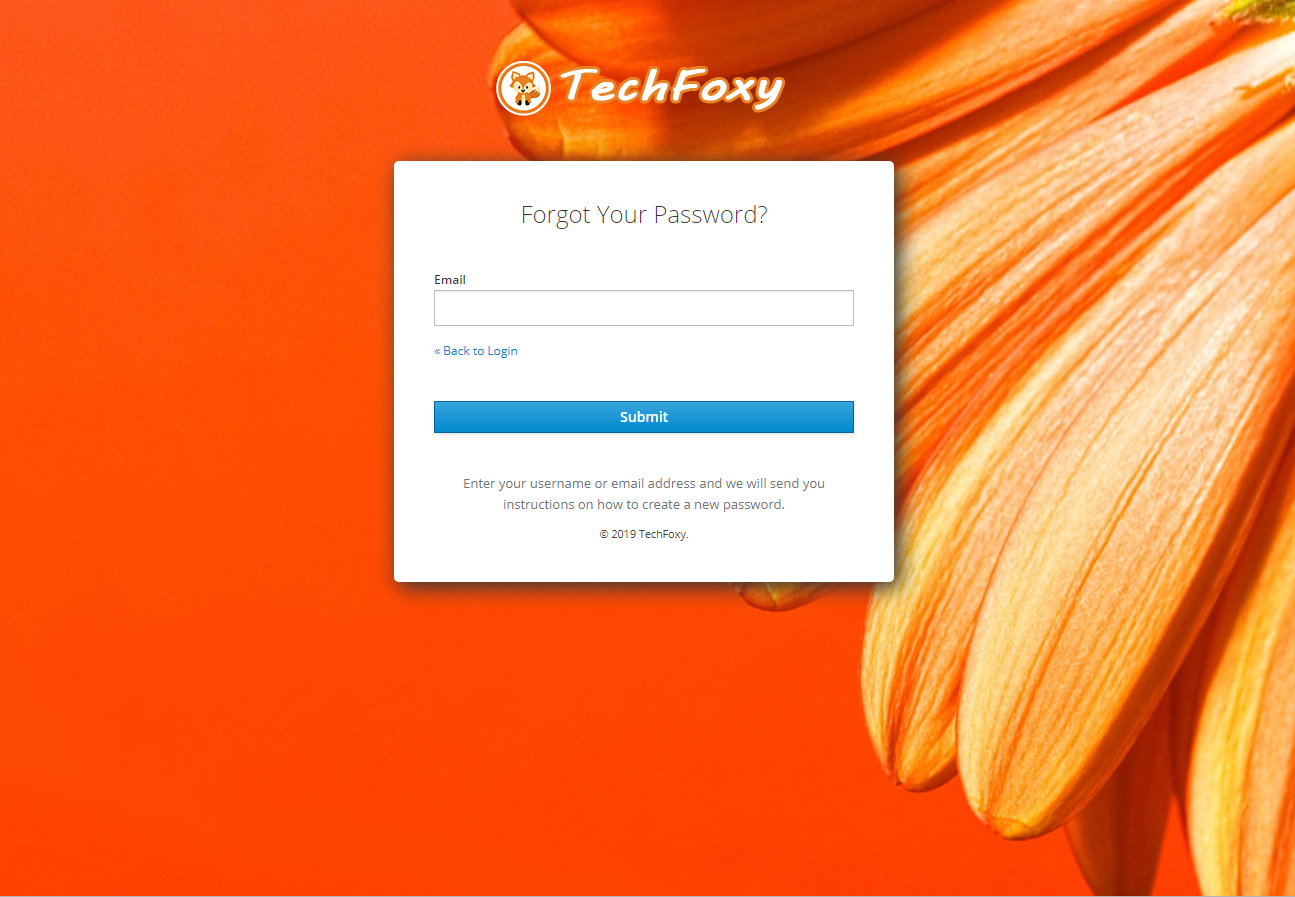 TechFoxy
Forgot Your Password?
Email
« Back to Login
Submit
Enter your username or email address and we will send you
instructions on how to create a new password.
© 2019 TechFoxy.